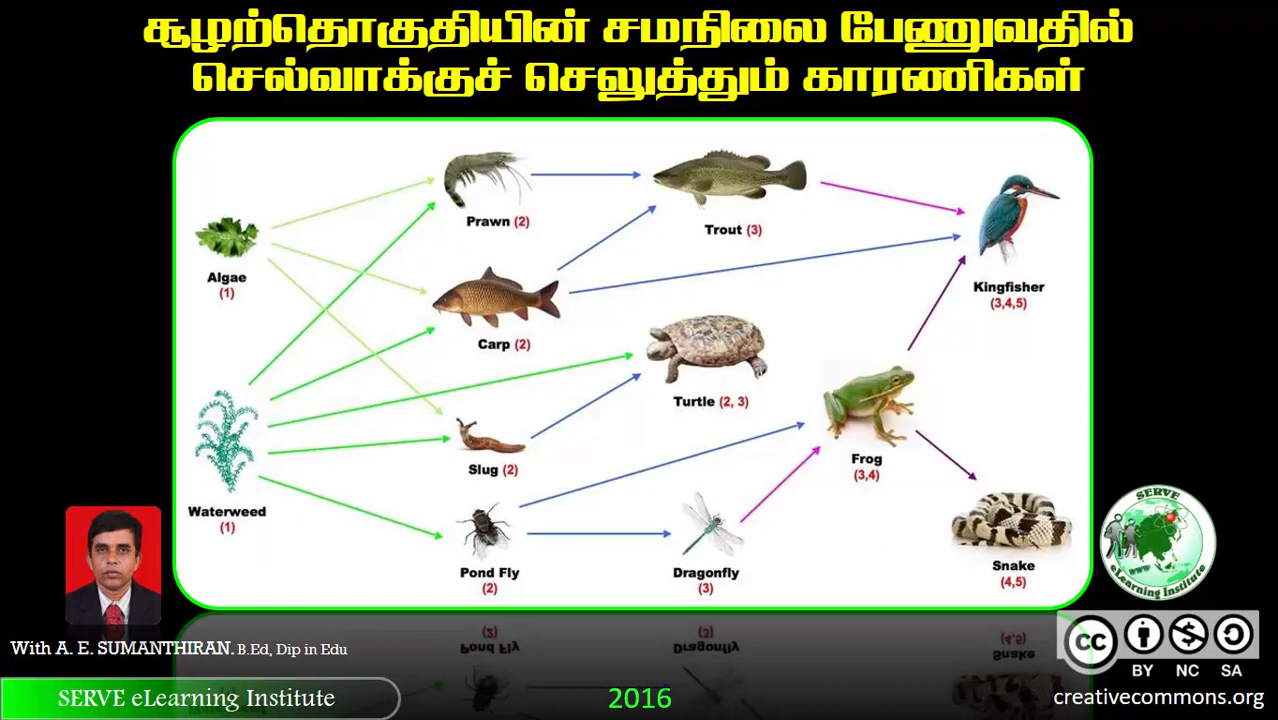 சூழற்தொகுதியின் சமநிலை பேணுவதில்
செல்வாக்குச் செலுத்தும் காரணிகள்
Prawn (2)
Trout (3)
Algae
(1)
Kingfisher
(3,4,5)
Carp (2)
Turtle (2, 3)
Frog
(3,4)
Slug (2)
Waterweed
(1)
Pond Fly
(2)
Dragonfly
(3)
Snake
(4,5)
SERVE
www
eLearning Institute
With A. E. SUMANTHIRAN. B.Ed, Dip in Edu
cc
BY NC SA
SERVE eLearning Institute
2016
creativecommons.org